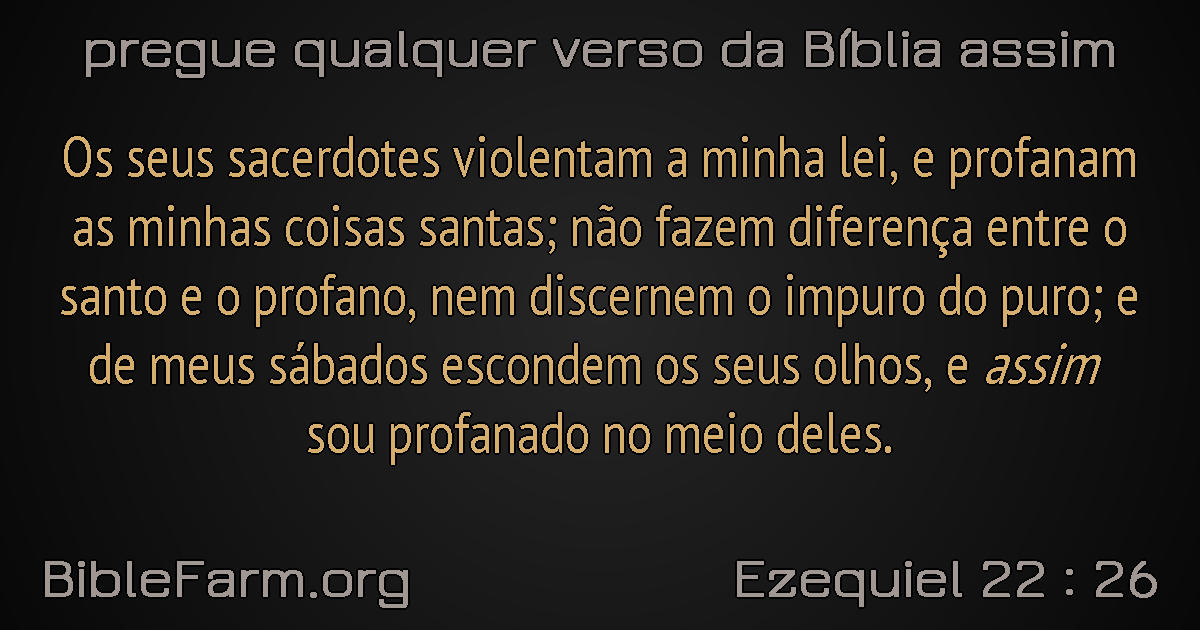 pregue qualquer verso da Bíblia assim
Os seus sacerdotes violentam a minha lei, e profanam
as minhas coisas santas; não fazem diferença entre o
santo e o profano, nem discernem o impuro do puro; e
de meus sábados escondem os seus olhos, e assim
sou profanado no meio deles.
BibleFarm.org
Ezequiel 22 : 26